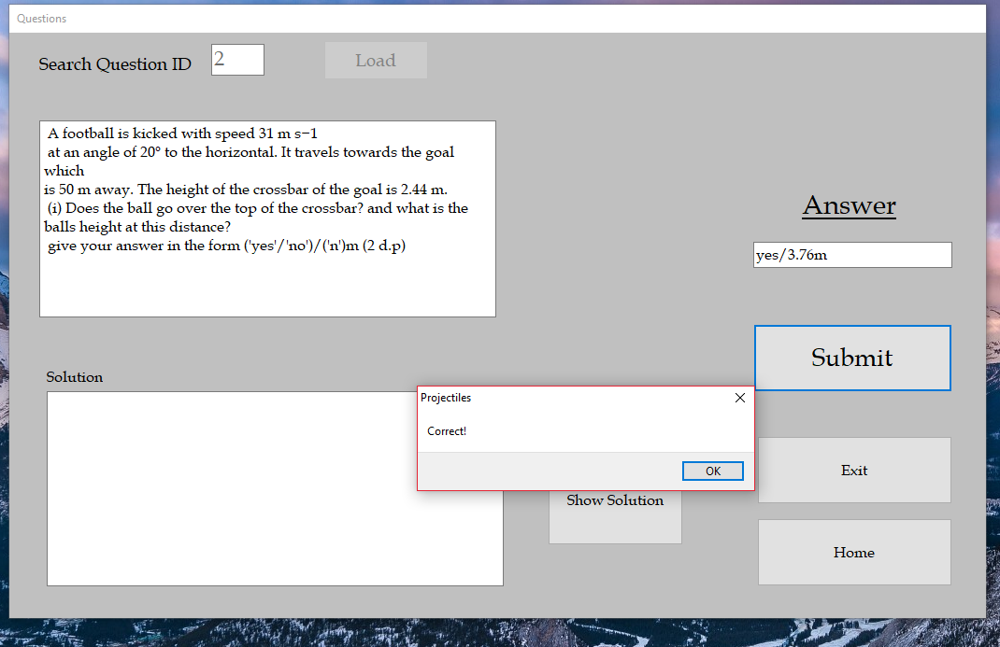 Questions
Search Question ID
2
Load
A football is kicked with speed 31 m s−1
at an angle of 20° to the horizontal. It travels towards the goal
which
is 50 m away. The height of the crossbar of the goal is 2.44 m.
(i) Does the ball go over the top of the crossbar? and what is the
balls height at this distance?
give your answer in the form ('yes'/'no')/('n')m (2 d.p)
Answer
yes/3.76m
Submit
Solution
Projectiles
Correct!
OK
Show Solution
Exit
Home